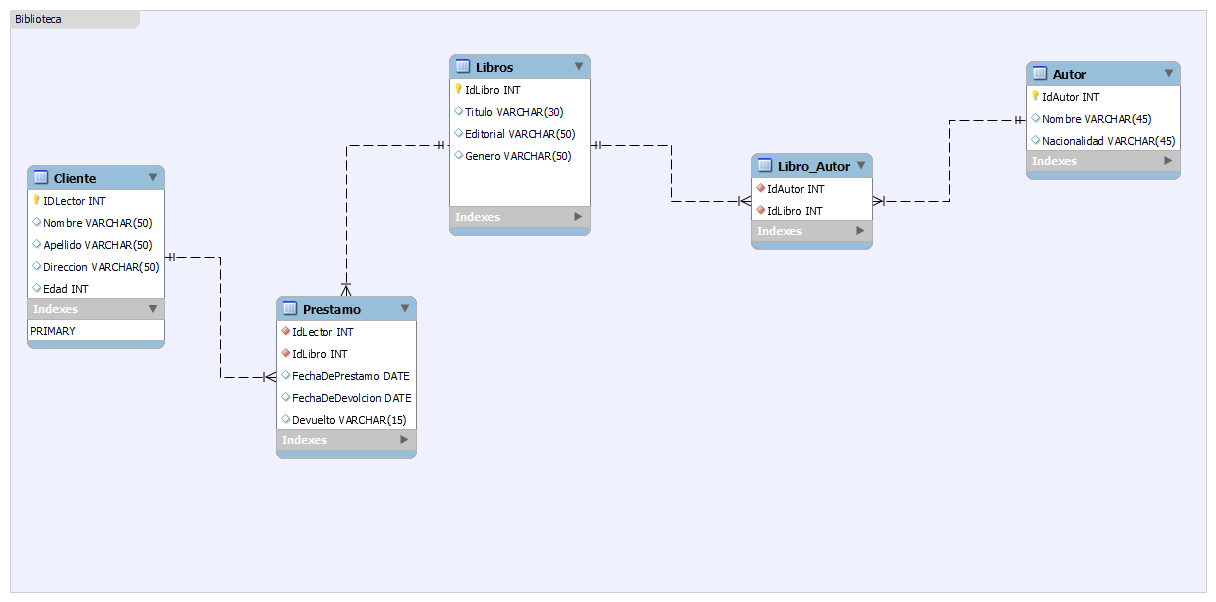 Biblioteca
Cliente
IDLector INT
Nombre VARCHAR(50)
Apellido VARCHAR(50)
Direccion VARCHAR(50)
Edad INT
Indexes
PRIMARY
Prestamo
IdLector INT
IdLibro INT
FechaDePrestamo DATE
FechaDeDevolcion DATE
Devuelto VARCHAR(15)
Indexes
Libros
IdLibro INT
Titulo VARCHAR(30)
Editorial VARCHAR(50)
Genero VARCHAR(50)
Indexes
Libro_Autor
IdAutor INT
IdLibro INT
Indexes
Autor
IdAutor INT
Nombre VARCHAR(45)
Nacionalidad VARCHAR(45)
Indexes